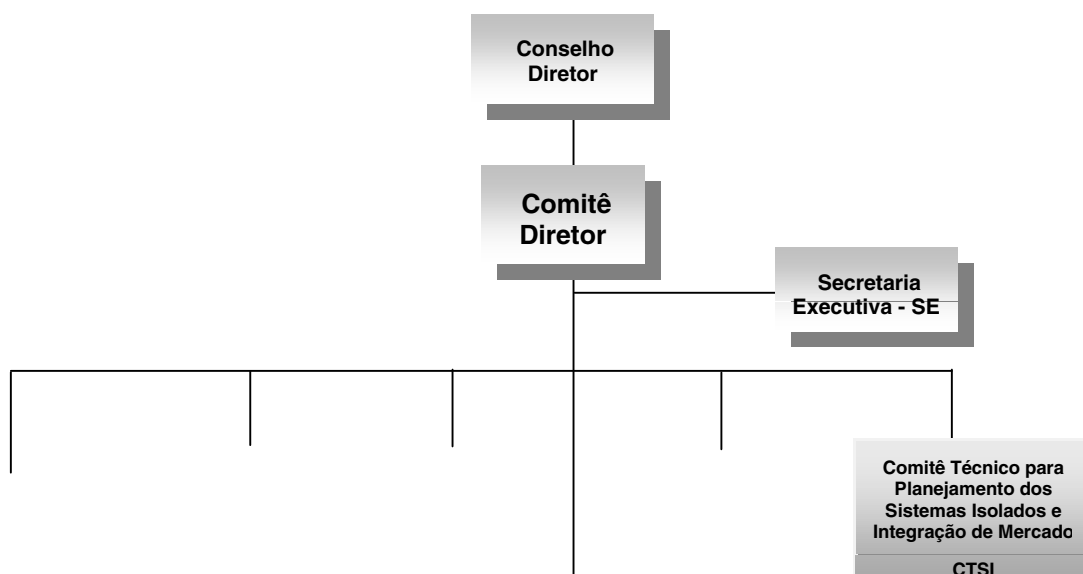 Conselho
Diretor
Comitê
Diretor
Secretaria
Executiva - SE
Comitê Técnico para
Planejamento dos
Sistemas Isolados e
Integração de Mercado
CTSI